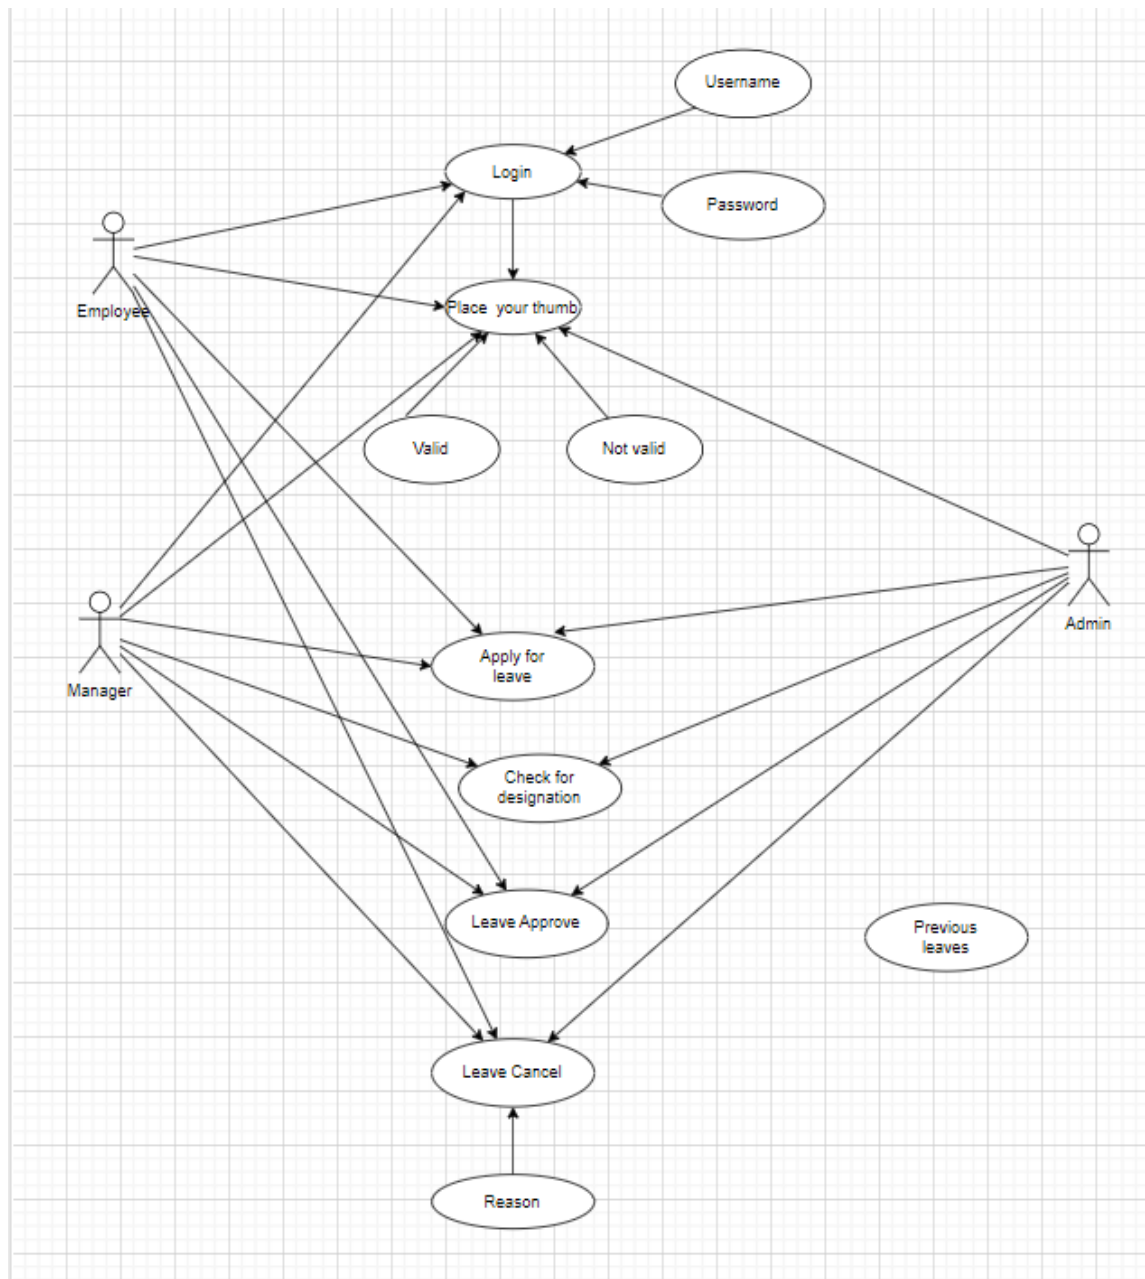 Username
Login
Password
Employee
Place your thumb
Valid
Not valid
Admin
Apply for
leave
Manager
Check for
designation
Leave Approve
Previous
leaves
Leave Cancel
Reason